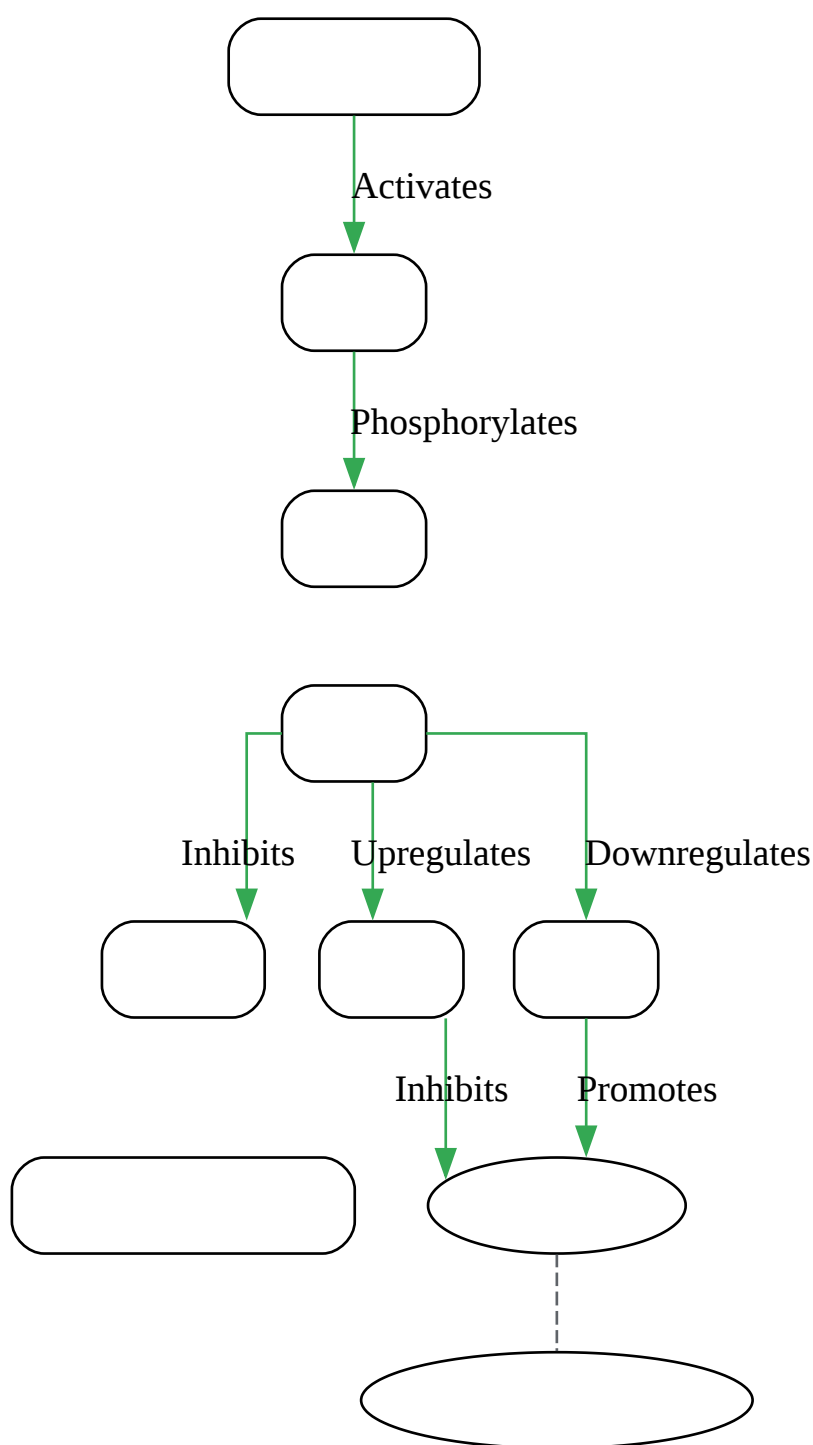 Activates
Phosphorylates
Inhibits
Upregulates
Downregulates
Inhibits
Promotes